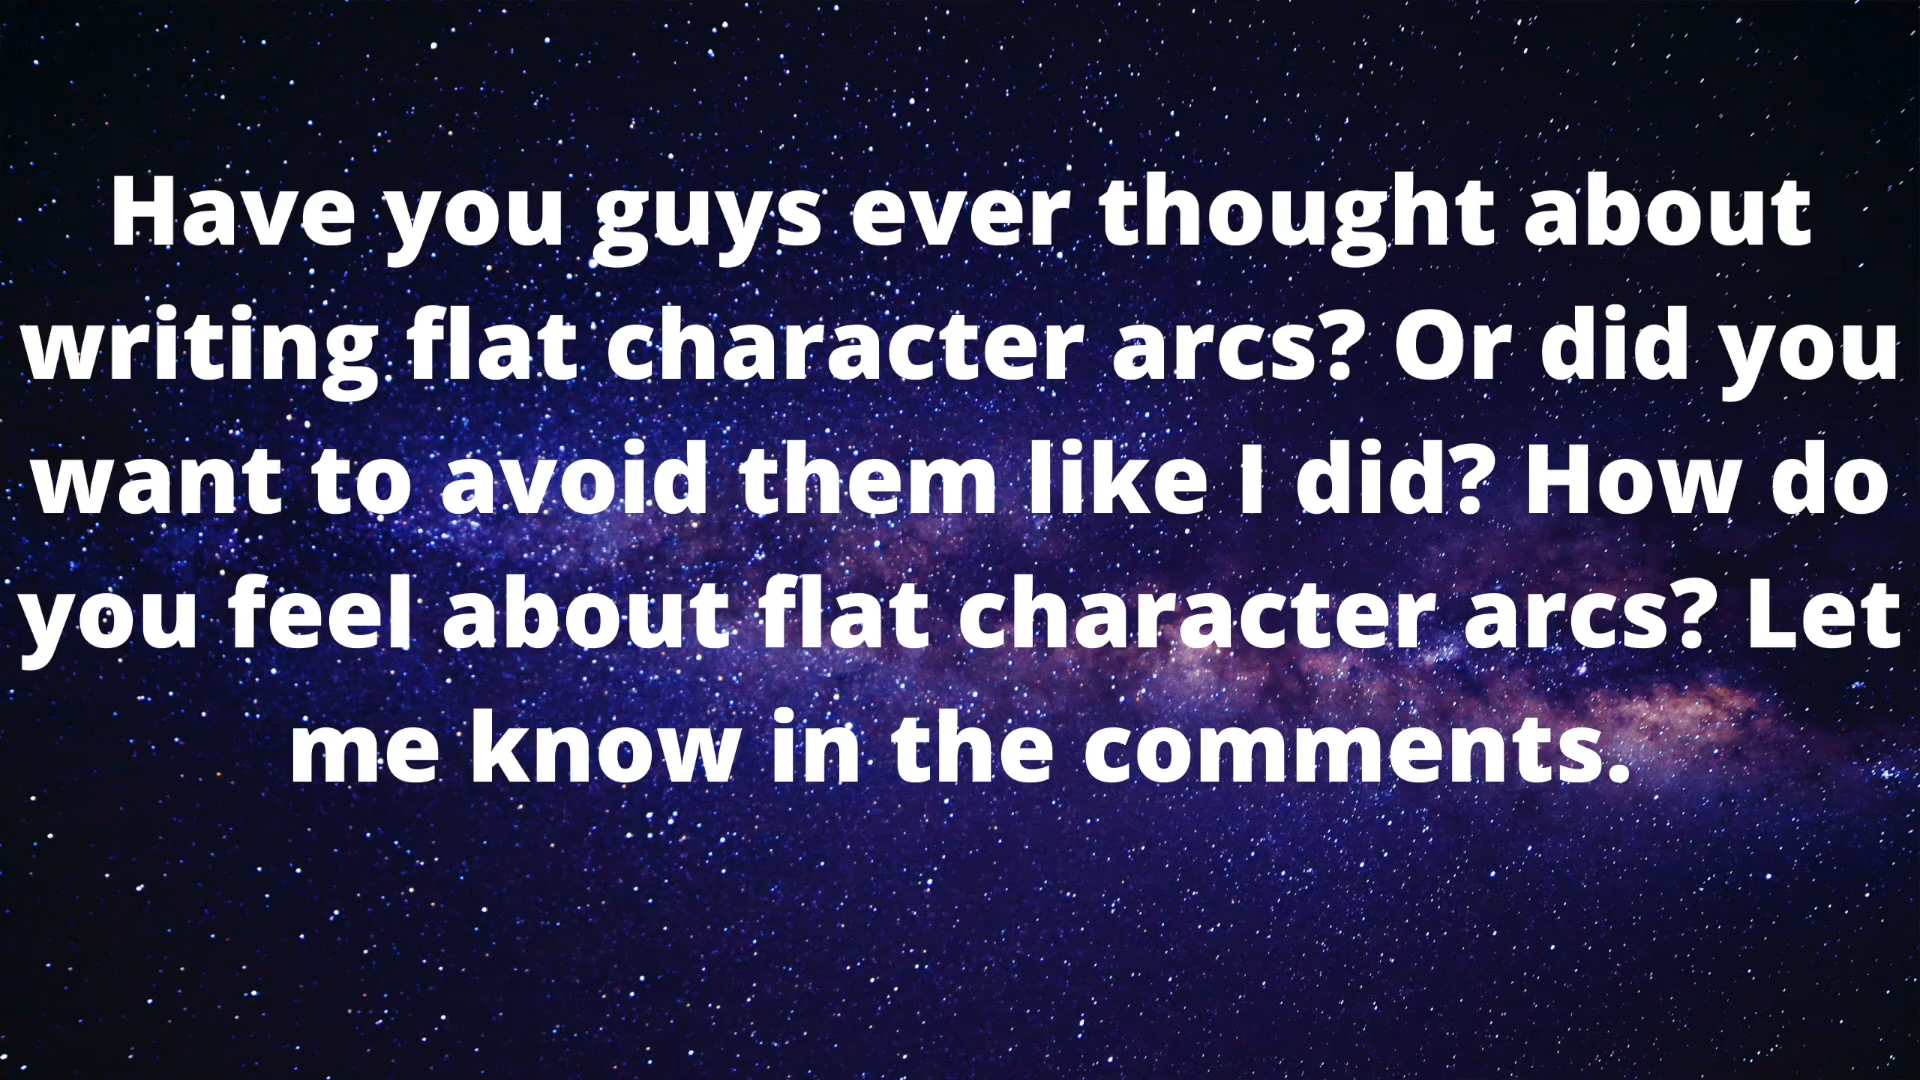 Have you guys ever thought about
writing flat character arcs? Or did you
want to avoid them like I did? How do
you feel about flat character arcs? Let
me know in the comments.